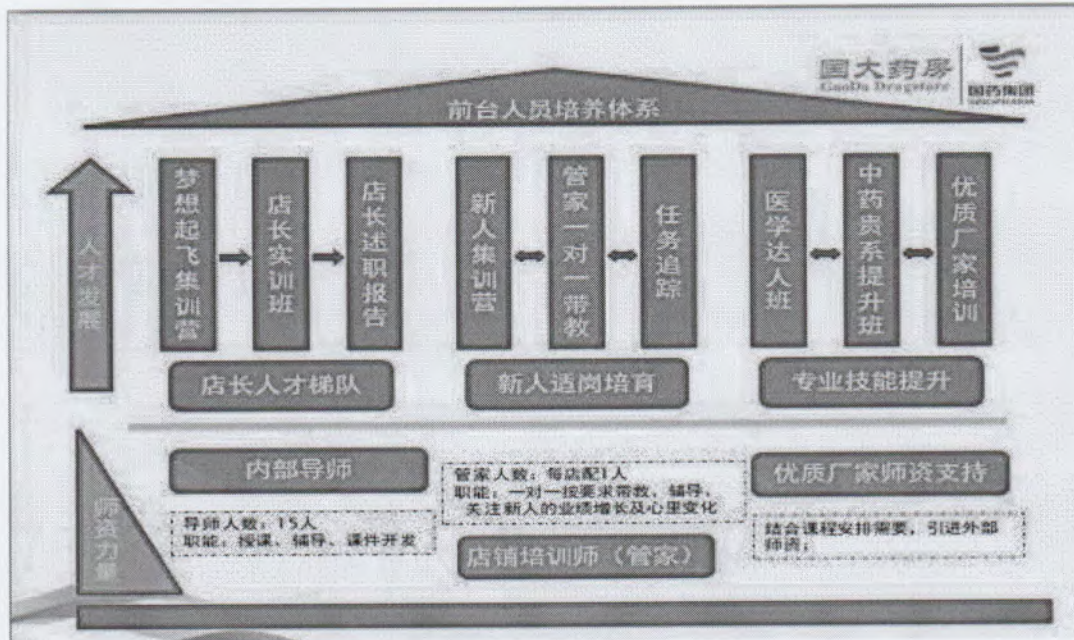 国大药房
GuoDa Drugstore
国药集团
前台人员培养体系
人才发展
梦想起飞集训营
店长实训班
店长述职报告
新人集训营
管家一对一带教
任务追踪
医学达人班
中药贵系提升班
优质厂家培训
店长人才梯队
新人适岗培育
专业技能提升
师资力量
内部导师
导师人数：15人
职能：授课、辅导、课件开发
管家人数：每店配1人
职能：一对一按要求带教、辅导、
关注新人的业绩增长及心里变化
店铺培训师（管家）
优质厂家师资支持
结合课程安排需要，引进外部
师资；